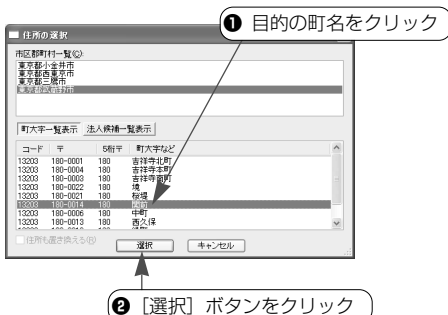 ❶ 目的の町名をクリック
住所の選択
市区郡町村一覧(C)
東京都小金井市
東京都西東京市
東京都三鷹市
東京都武蔵野市
町大字一覧表示 法人候補一覧表示
コード 〒 5桁〒 町大字など
13203 180-0001 180 吉祥寺北町
13203 180-0004 180 吉祥寺本町
13203 180-0003 180 吉祥寺南町
13203 180-0022 180 境
13203 180-0021 180 桜堤
13203 180-0014 180 関前
13203 180-0006 180 中町
13203 180-0013 180 西久保
住所も置き換える(R) 選択 キャンセル
❷ ［選択］ボタンをクリック